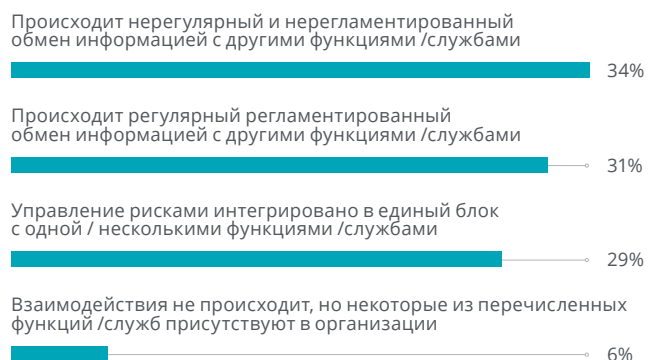 Происходит нерегулярный и нерегламентированный
обмен информацией с другими функциями /службами
34%
Происходит регулярный регламентированный
обмен информацией с другими функциями /службами
31%
Управление рисками интегрировано в единый блок
с одной / несколькими функциями /службами
29%
Взаимодействия не происходит, но некоторые из перечисленных
функций /служб присутствуют в организации
6%